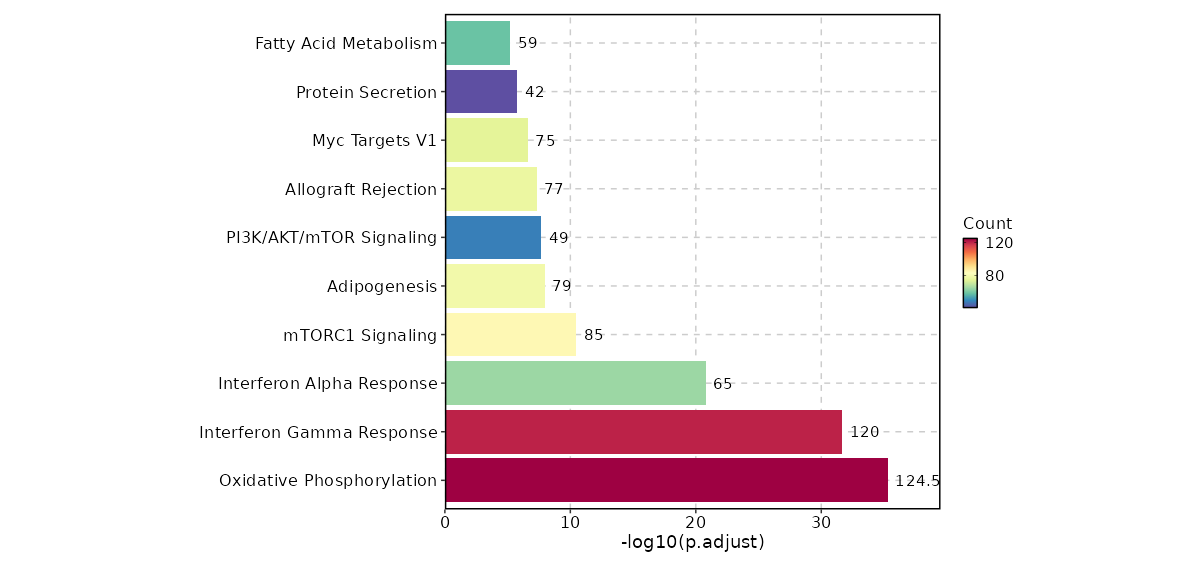 Fatty Acid Metabolism 59
Protein Secretion 42
Myc Targets V1 75
Allograft Rejection 77
PI3K/AKT/mTOR Signaling 49
Adipogenesis 79
mTORC1 Signaling 85
Interferon Alpha Response 65
Interferon Gamma Response 120
Oxidative Phosphorylation 124.5
0 10 20 30
-log10(p.adjust)
Count
120
80